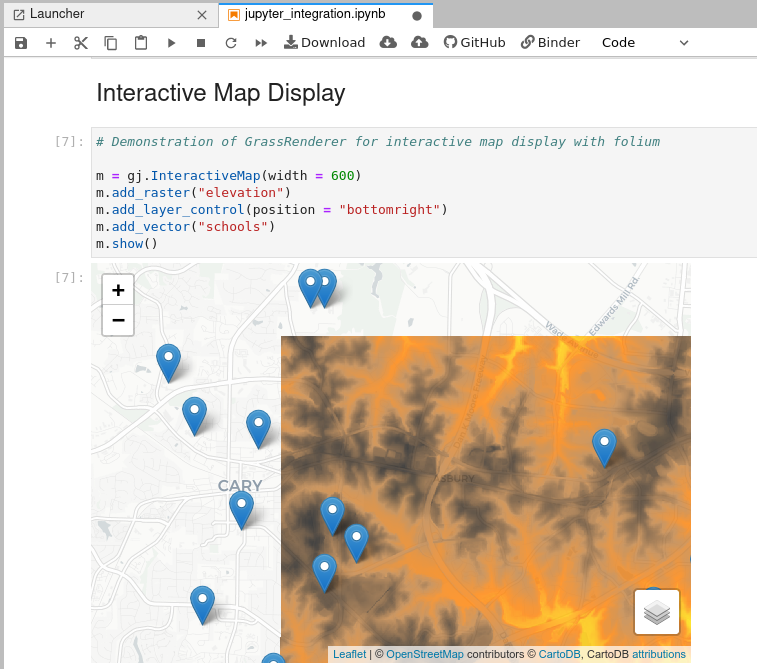 Launcher
jupyter_integration.ipynb
Download
GitHub
Binder
Code
Interactive Map Display
[7]:
# Demonstration of GrassRenderer for interactive map display with folium
m = gj.InteractiveMap(width = 600)
m.add_raster("elevation")
m.add_layer_control(position = "bottomright")
m.add_vector("schools")
m.show()
[7]:
+
−
Edwards Mill Rd
CARY
Leaflet | © OpenStreetMap contributors © CartoDB, CartoDB attributions